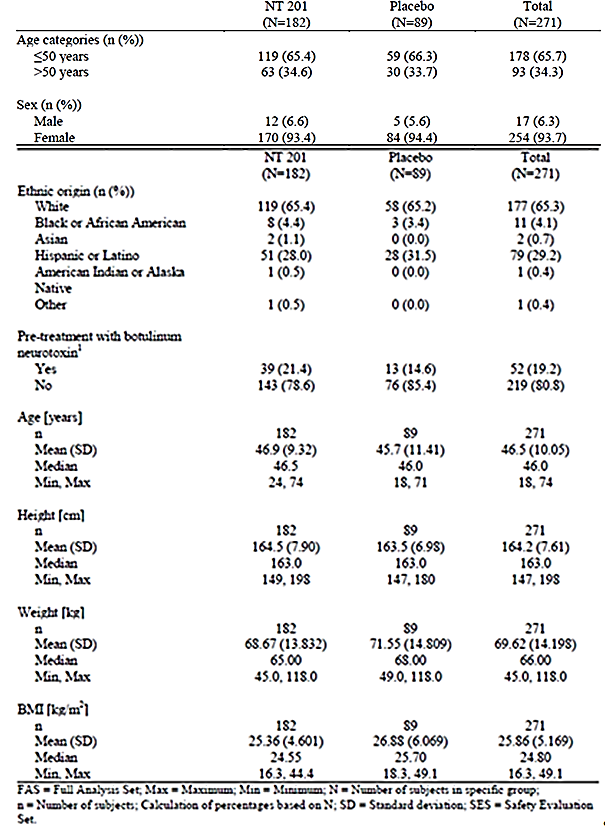 NT 201 Placebo Total
(N=182) (N=89) (N=271)
Age categories (n (%))
≤50 years 119 (65.4) 59 (66.3) 178 (65.7)
>50 years 63 (34.6) 30 (33.7) 93 (34.3)
Sex (n (%))
Male 12 (6.6) 5 (5.6) 17 (6.3)
Female 170 (93.4) 84 (94.4) 254 (93.7)
NT 201 Placebo Total
(N=182) (N=89) (N=271)
Ethnic origin (n (%))
White 119 (65.4) 58 (65.2) 177 (65.3)
Black or African American 8 (4.4) 3 (3.4) 11 (4.1)
Asian 2 (1.1) 0 (0.0) 2 (0.7)
Hispanic or Latino 51 (28.0) 28 (31.5) 79 (29.2)
American Indian or Alaska 1 (0.5) 0 (0.0) 1 (0.4)
Native
Other 1 (0.5) 0 (0.0) 1 (0.4)
Pre-treatment with botulinum
neurotoxin¹
Yes 39 (21.4) 13 (14.6) 52 (19.2)
No 143 (78.6) 76 (85.4) 219 (80.8)
Age [years]
n 182 89 271
Mean (SD) 46.9 (9.32) 45.7 (11.41) 46.5 (10.05)
Median 46.5 46.0 46.0
Min, Max 24, 74 18, 71 18, 74
Height [cm]
n 182 89 271
Mean (SD) 164.5 (7.90) 163.5 (6.98) 164.2 (7.61)
Median 163.0 163.0 163.0
Min, Max 149, 198 147, 180 147, 198
Weight [kg]
n 182 89 271
Mean (SD) 68.67 (13.832) 71.55 (14.809) 69.62 (14.198)
Median 65.00 68.00 66.00
Min, Max 45.0, 118.0 49.0, 118.0 45.0, 118.0
BMI [kg/m²]
n 182 89 271
Mean (SD) 25.36 (4.601) 26.88 (6.069) 25.86 (5.169)
Median 24.55 25.70 24.80
Min, Max 16.3, 44.4 18.3, 49.1 16.3, 49.1
FAS = Full Analysis Set; Max = Maximum; Min = Minimum; N = Number of subjects in specific group;
n = Number of subjects; Calculation of percentages based on N; SD = Standard deviation; SES = Safety Evaluation
Set.